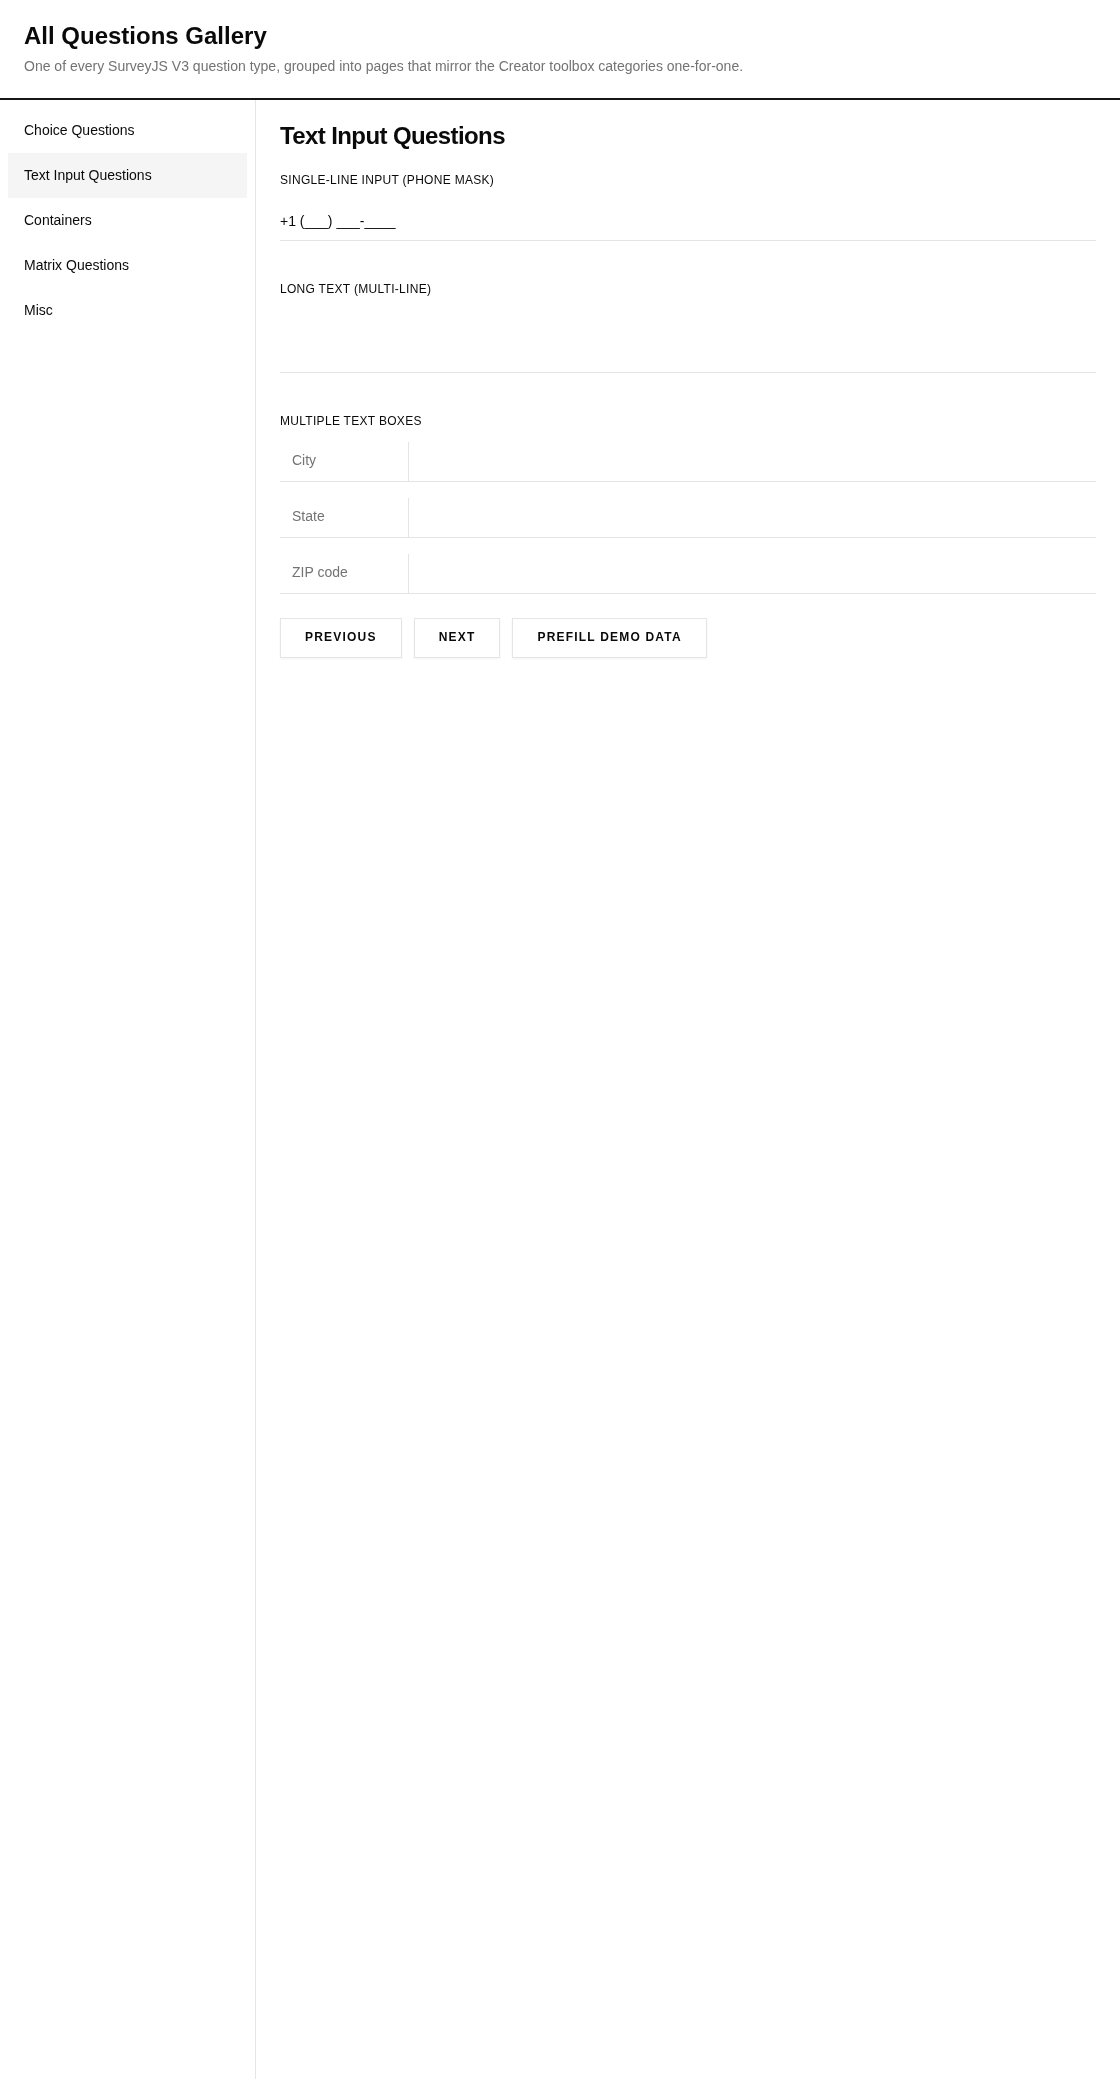 All Questions Gallery
One of every SurveyJS V3 question type, grouped into pages that mirror the Creator toolbox categories one-for-one.
Choice Questions
Text Input Questions
Containers
Matrix Questions
Misc
Text Input Questions
SINGLE-LINE INPUT (PHONE MASK)
+1 (___) ___-____
LONG TEXT (MULTI-LINE)
MULTIPLE TEXT BOXES
City
State
ZIP code
PREVIOUS NEXT PREFILL DEMO DATA